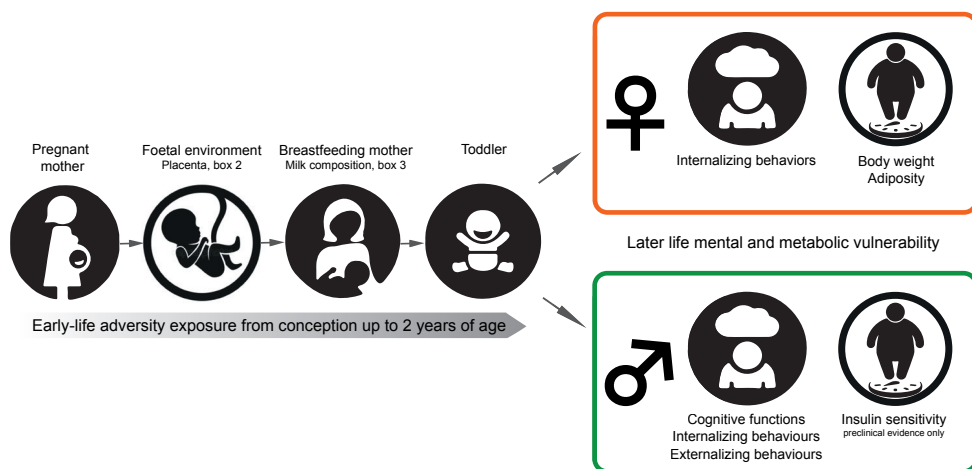 Pregnant
mother
Foetal environment
Placenta, box 2
Breastfeeding mother
Milk composition, box 3
Toddler
Early-life adversity exposure from conception up to 2 years of age
Internalizing behaviors
Body weight
Adiposity
Later life mental and metabolic vulnerability
Cognitive functions
Internalizing behaviours
Externalizing behaviours
Insulin sensitivity
preclinical evidence only